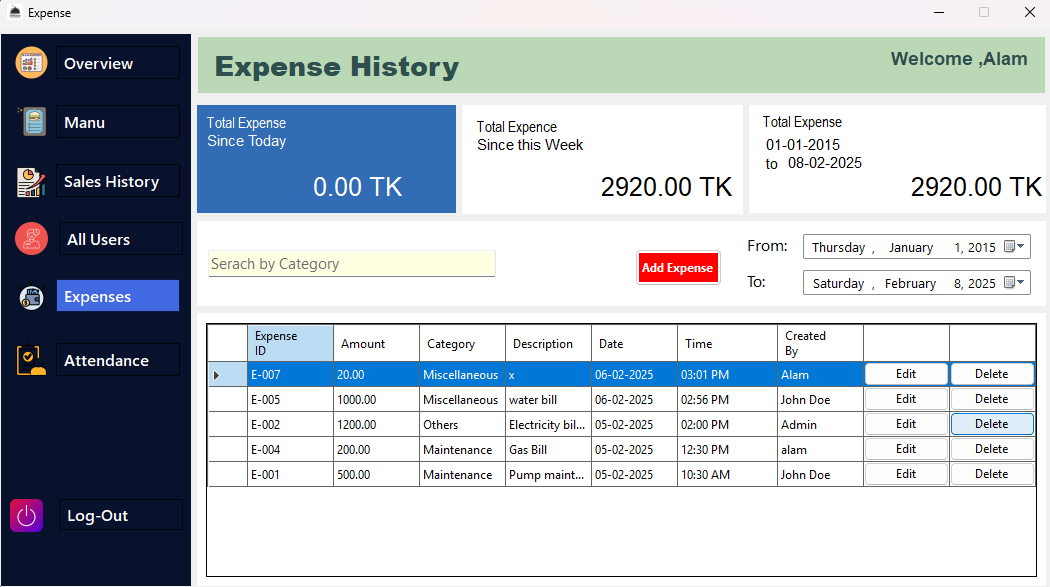 Expense
Overview
Manu
Sales History
All Users
Expenses
Attendance
Log-Out
Expense History
Welcome ,Alam
Total Expense
Since Today
0.00 TK
Total Expence
Since this Week
2920.00 TK
Total Expense
01-01-2015
to 08-02-2025
2920.00 TK
Serach by Category
Add Expense
From: Thursday , January 1, 2015
To: Saturday , February 8, 2025
Expense ID Amount Category Description Date Time Created By
E-007 20.00 Miscellaneous x 06-02-2025 03:01 PM Alam Edit Delete
E-005 1000.00 Miscellaneous water bill 06-02-2025 02:56 PM John Doe Edit Delete
E-002 1200.00 Others Electricity bil... 05-02-2025 02:00 PM Admin Edit Delete
E-004 200.00 Maintenance Gas Bill 05-02-2025 12:30 PM alam Edit Delete
E-001 500.00 Maintenance Pump maint... 05-02-2025 10:30 AM John Doe Edit Delete